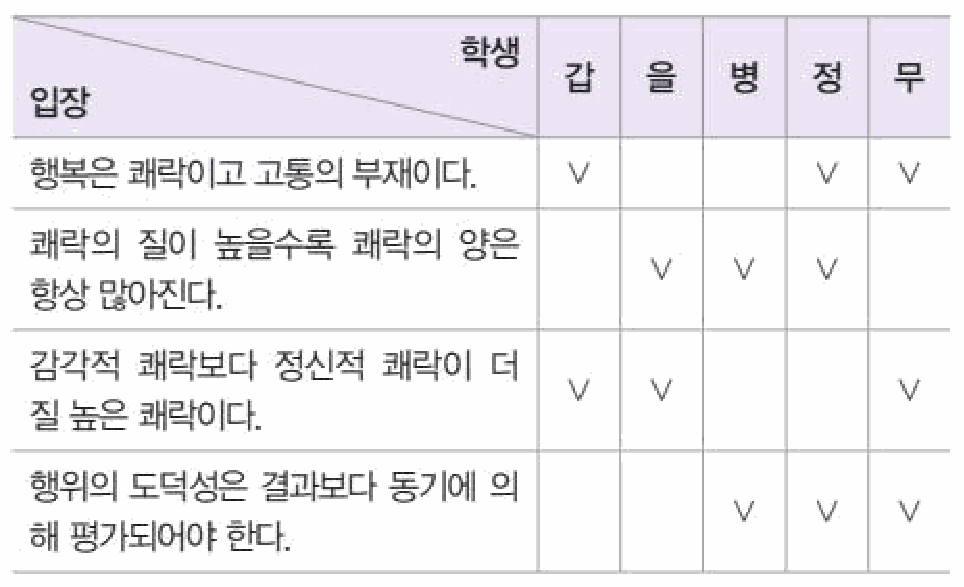 학생
입장
갑 을 병 정 무
행복은 쾌락이고 고통의 부재이다. ∨ ∨ ∨
쾌락의 질이 높을수록 쾌락의 양은
항상 많아진다. ∨ ∨ ∨
감각적 쾌락보다 정신적 쾌락이 더
질 높은 쾌락이다. ∨ ∨ ∨
행위의 도덕성은 결과보다 동기에 의
해 평가되어야 한다. ∨ ∨ ∨